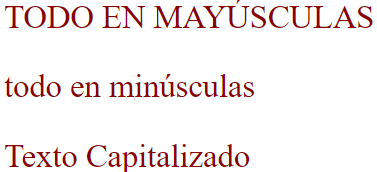 TODO EN MAYÚSCULAS
todo en minúsculas
Texto Capitalizado